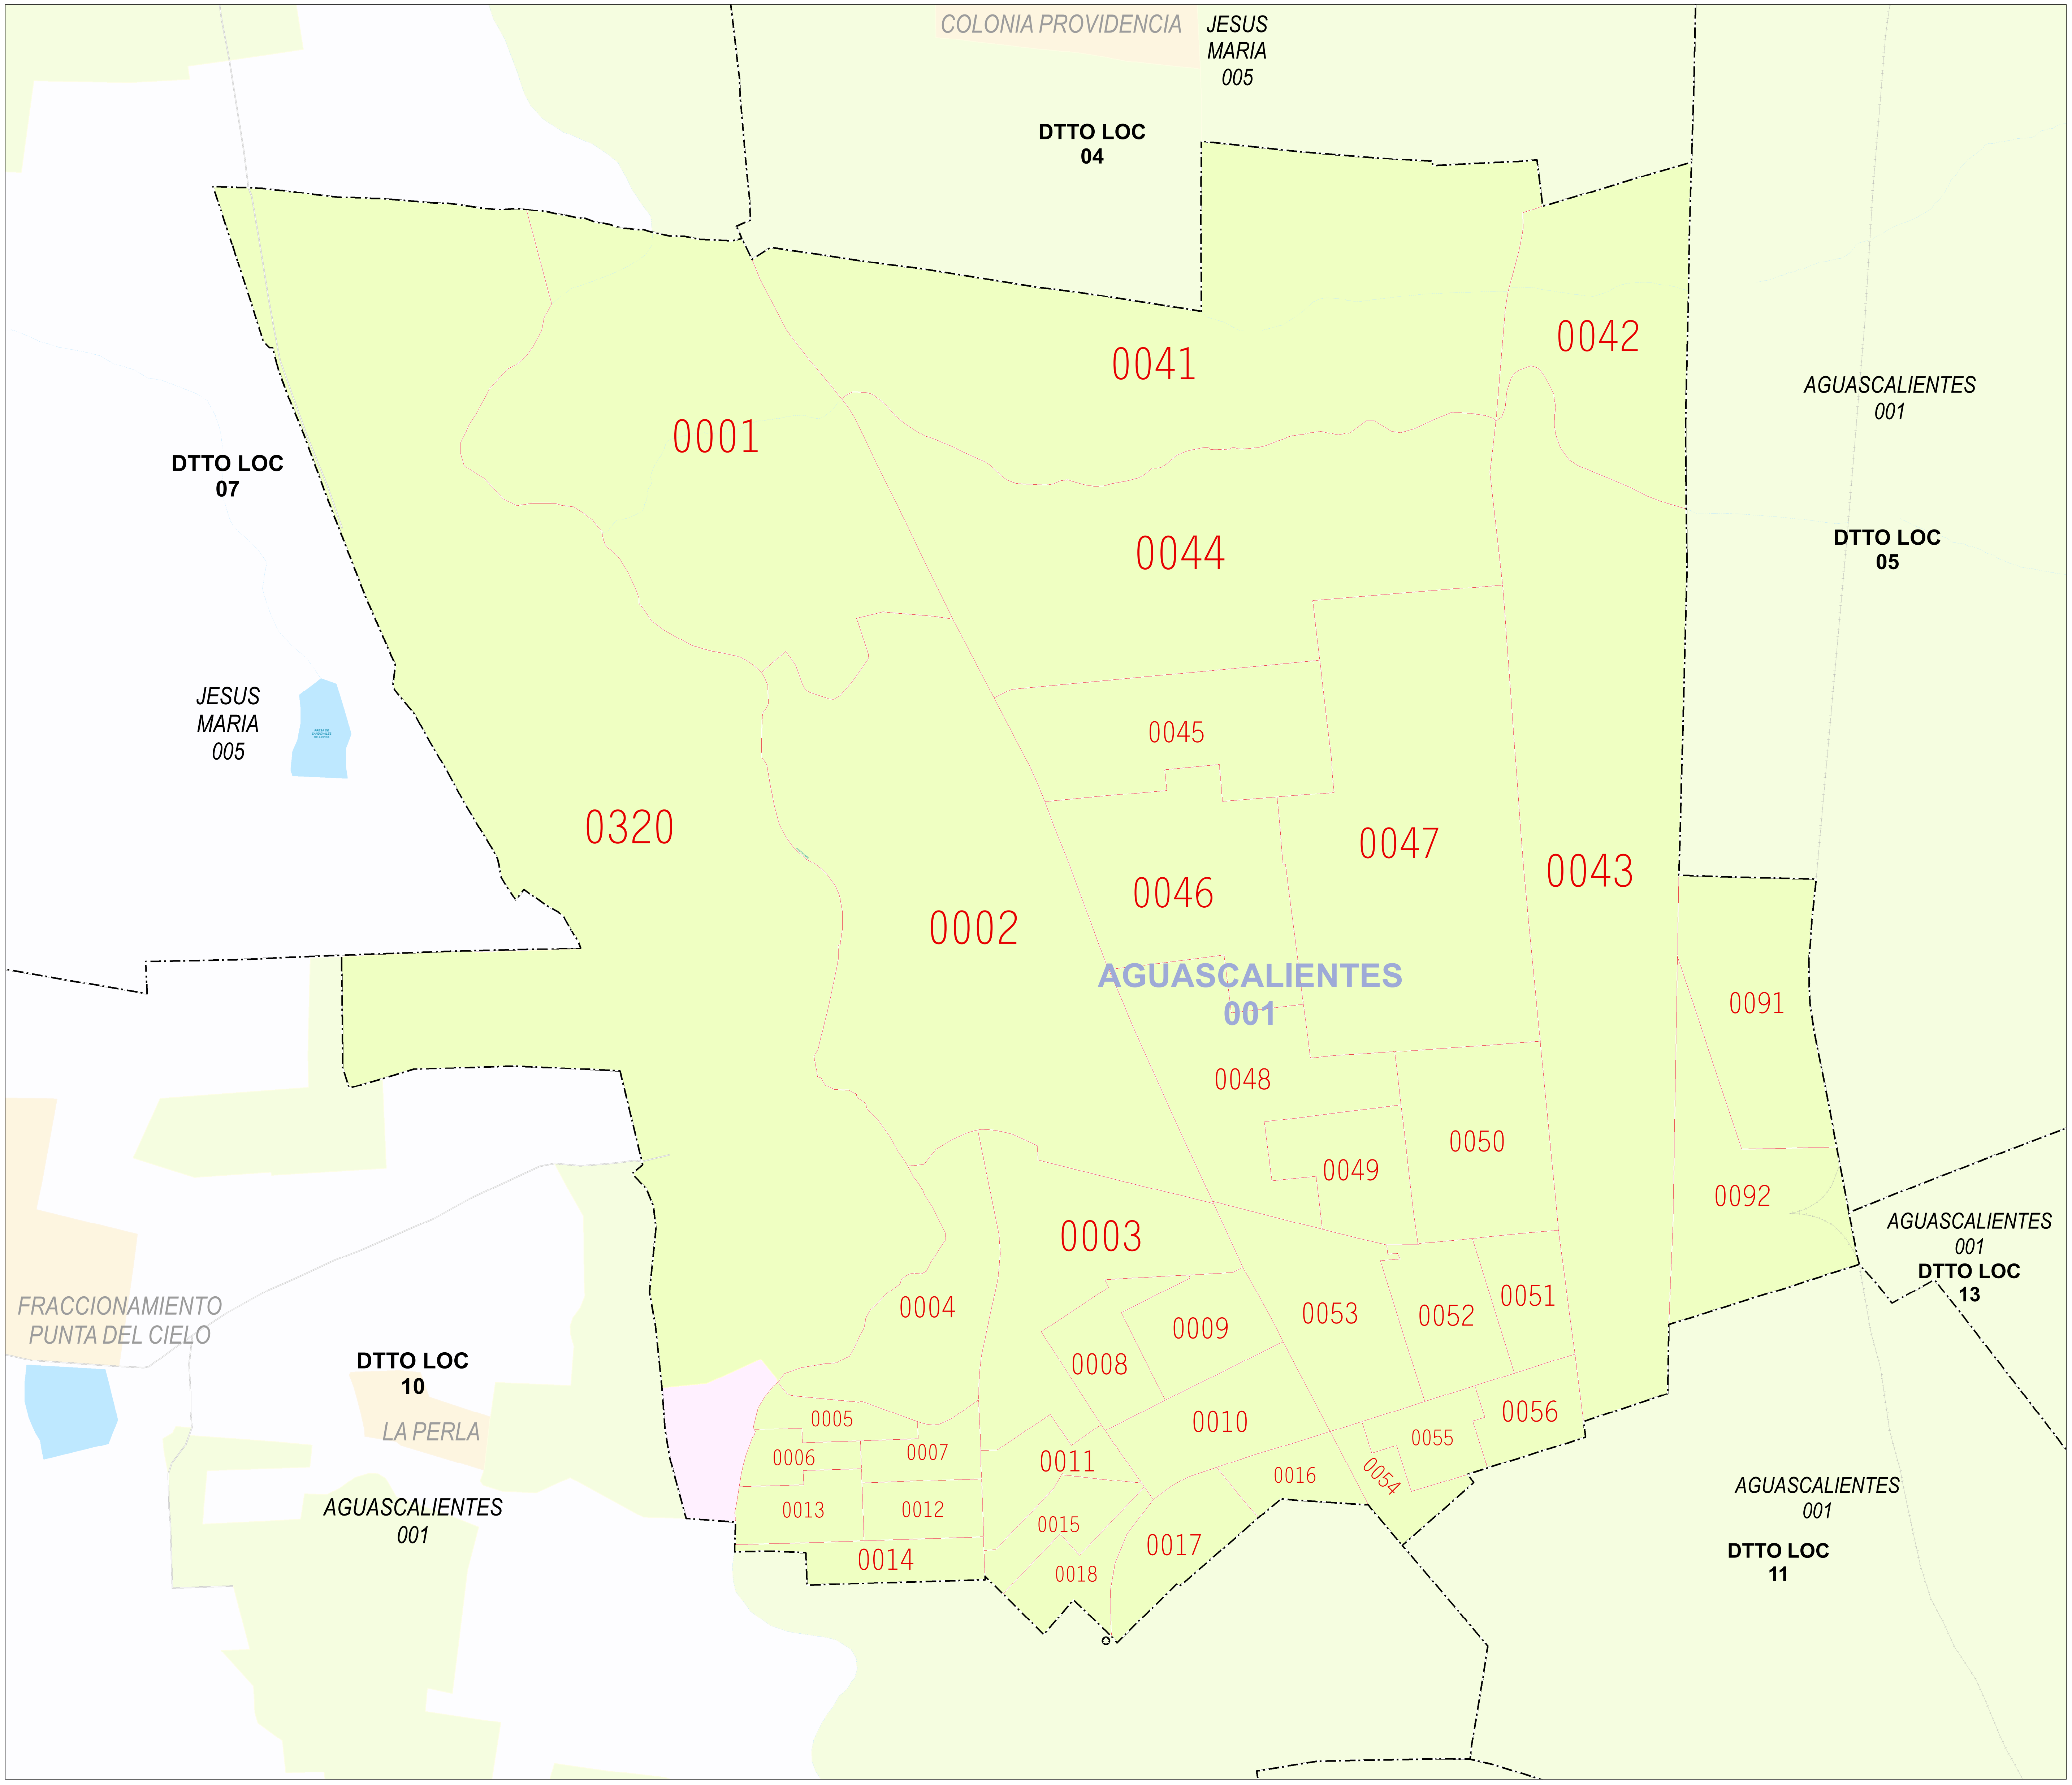 COLONIA PROVIDENCIA
JESUS
MARIA
005
DTTO LOC
04
0041
0042
AGUASCALIENTES
001
0001
DTTO LOC
07
0044
DTTO LOC
05
JESUS
MARIA
005
0045
0320
0047
0043
0046
0002
AGUASCALIENTES
001
0091
0048
0050
0049
0092
0003
AGUASCALIENTES
001
DTTO LOC
13
FRACCIONAMIENTO
PUNTA DEL CIELO
0004
0053
0052
0051
0009
0008
DTTO LOC
10
LA PERLA
0005
0010
0056
0055
0007
0006
0011
0016
0054
AGUASCALIENTES
001
AGUASCALIENTES
001
0013
0012
0015
0017
0014
0018
DTTO LOC
11